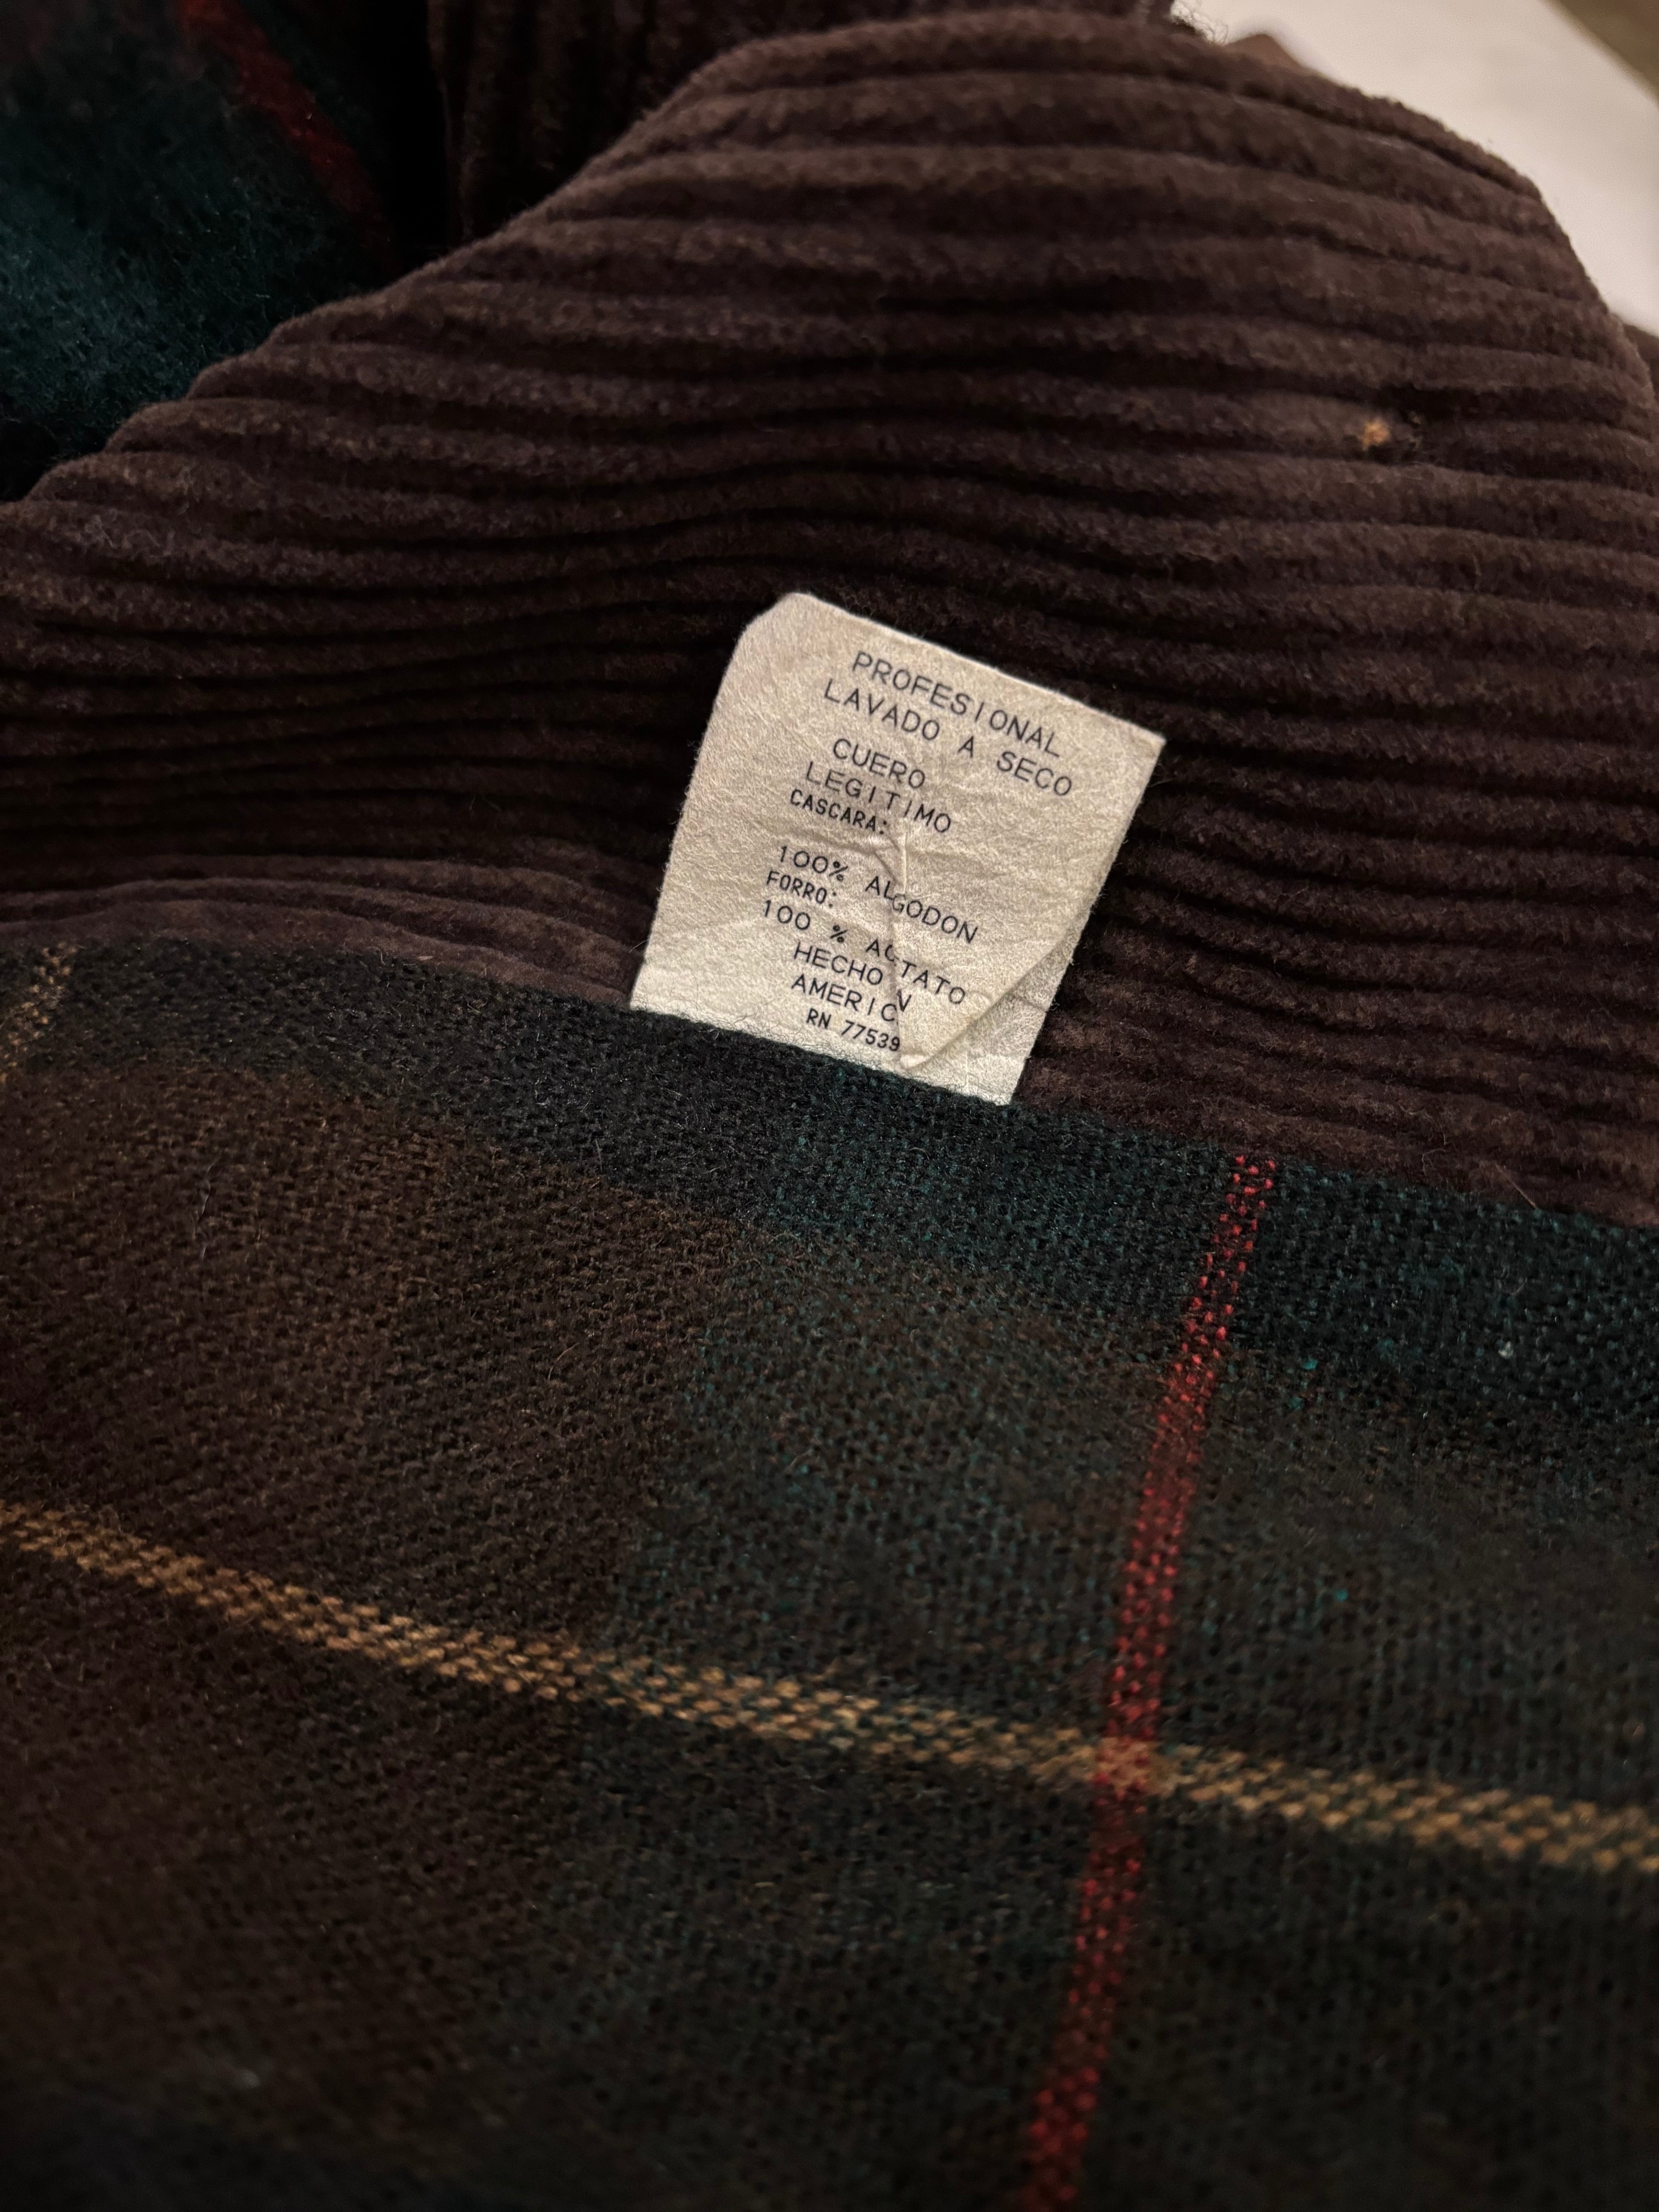 PROFESIONAL
LAVADO A SECO
CUERO
LEGITIMO
CASCARA:
100% ALGODON
FORRO:
100 % ACTATO
HECHO N
AMERIC
RN 77539